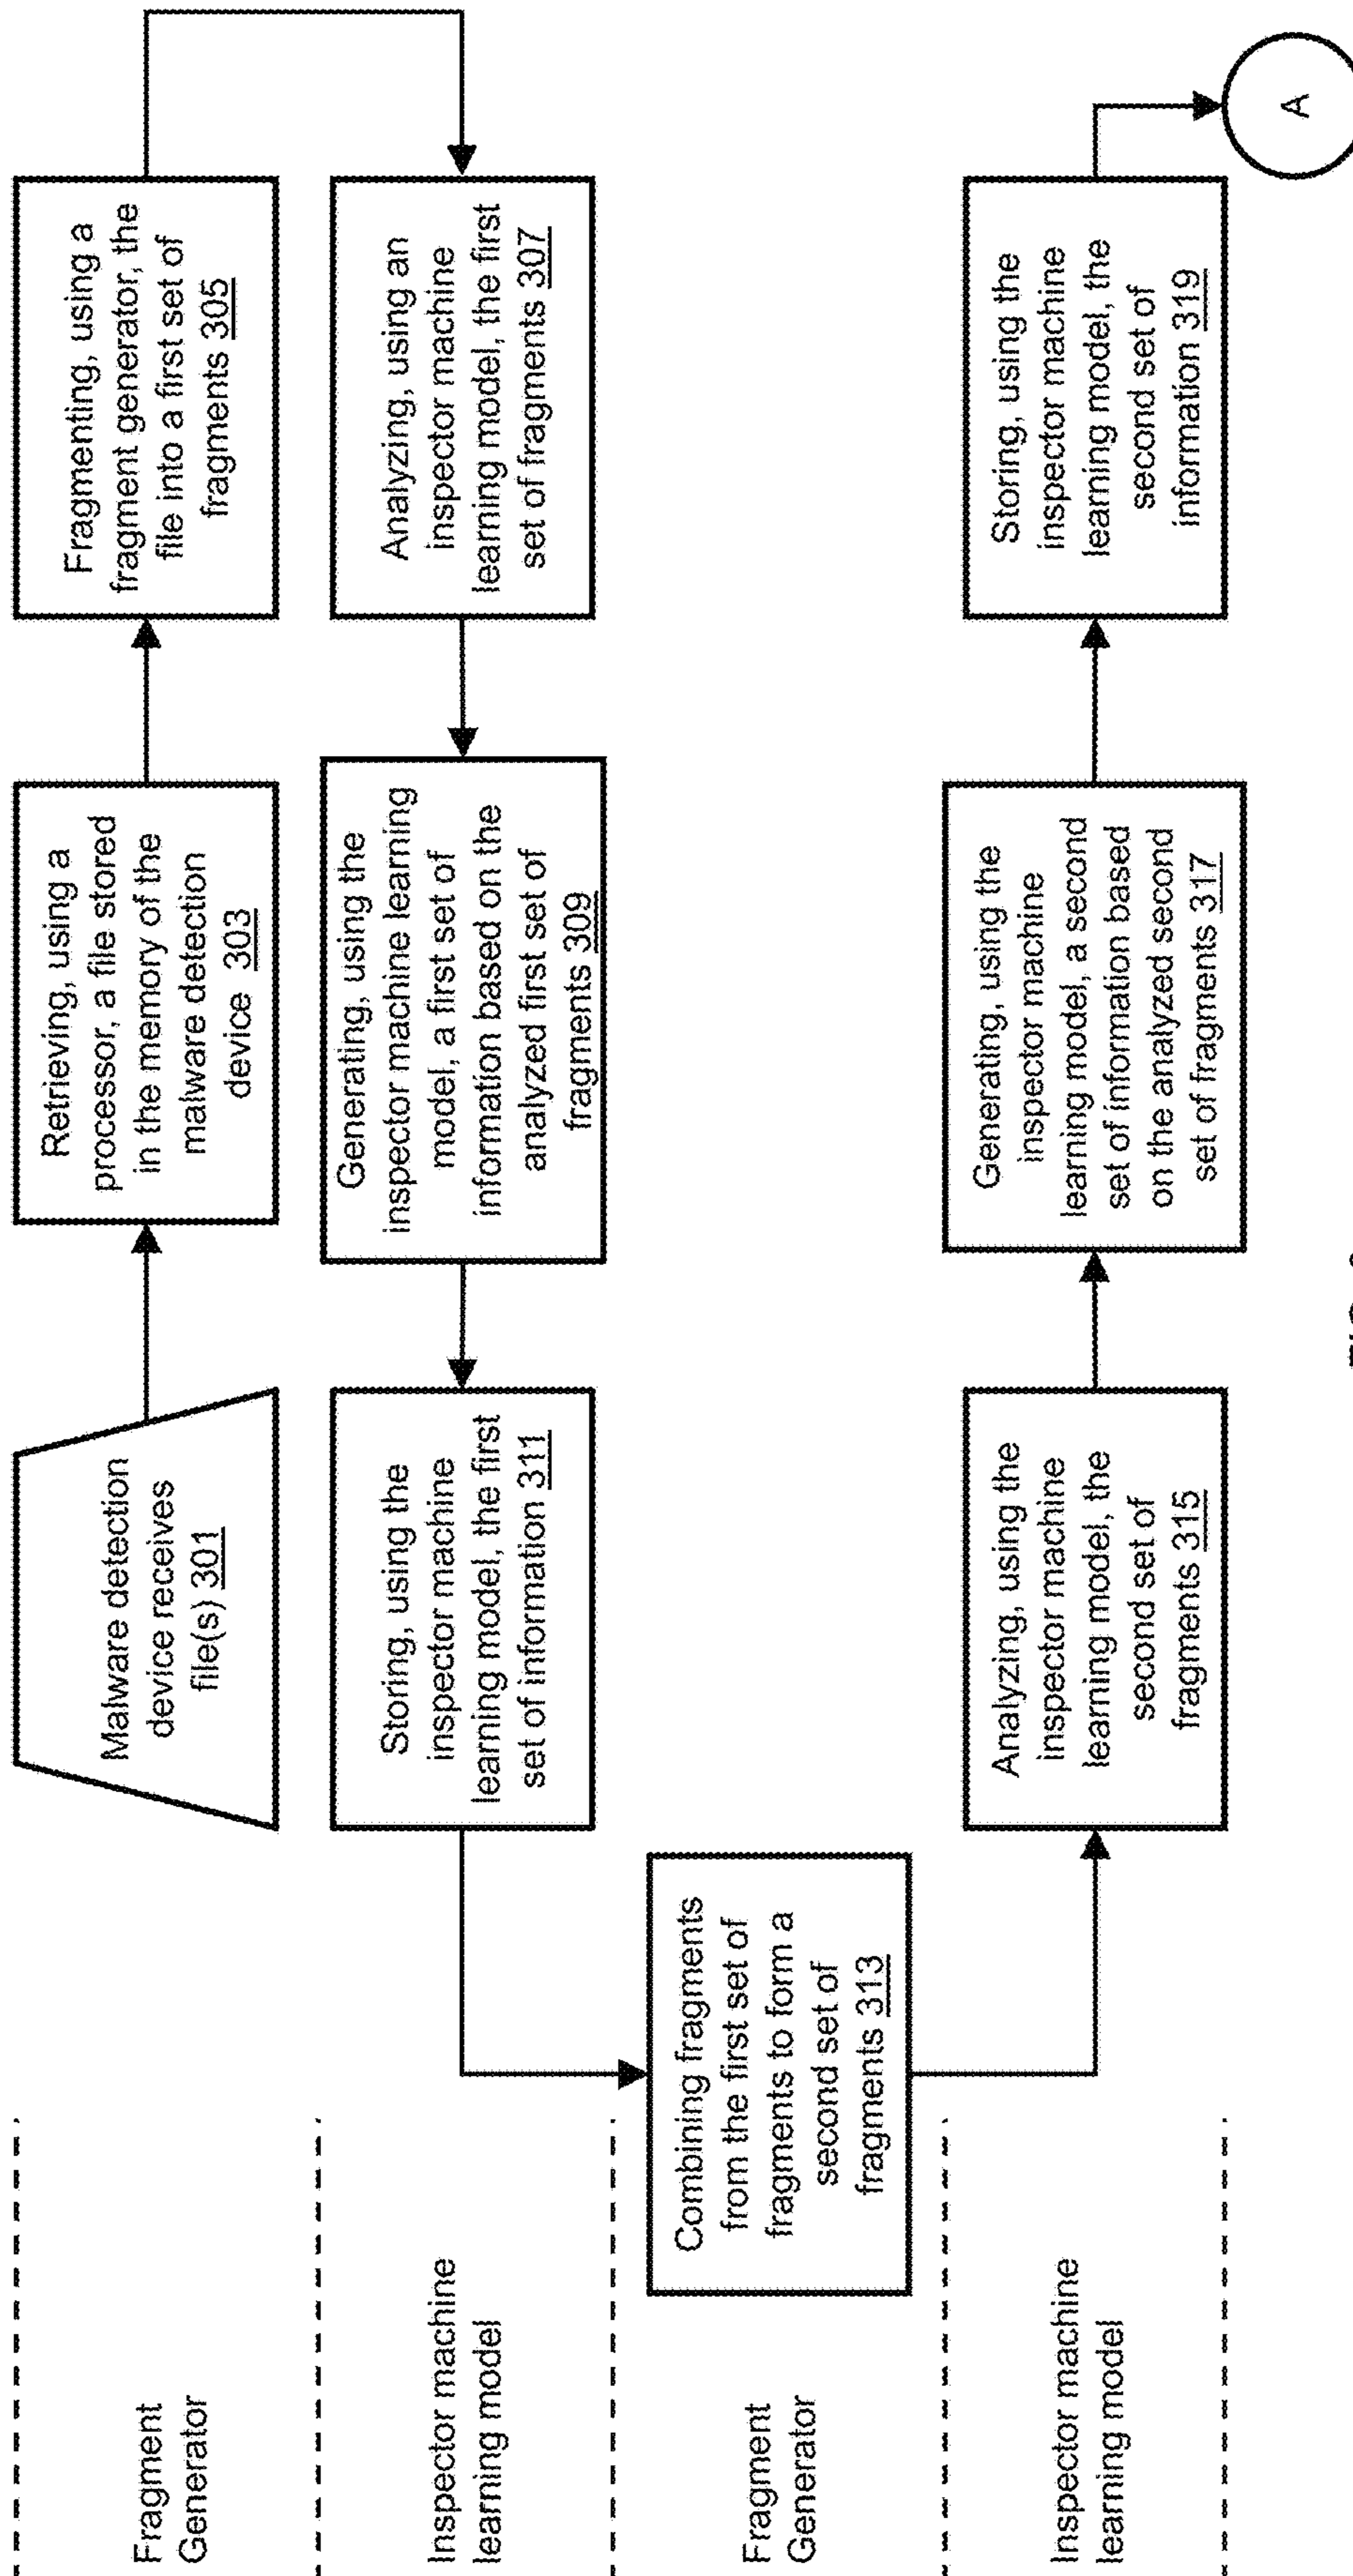 Fragment
Generator
Malware detection
device receives
file(s) 301
Retrieving, using a
processor, a file stored
in the memory of the
malware detection
device 303
Fragmenting, using a
fragment generator, the
file into a first set of
fragments 305
Inspector machine
learning model
Storing, using the
inspector machine
learning model, the first
set of information 311
Generating, using the
inspector machine learning
model, a first set of
information based on the
analyzed first set of
fragments 309
Analyzing, using an
inspector machine
learning model, the first
set of fragments 307
Fragment
Generator
Combining fragments
from the first set of
fragments to form a
second set of
fragments 313
Inspector machine
learning model
Analyzing, using the
inspector machine
learning model, the
second set of
fragments 315
Generating, using the
inspector machine
learning model, a second
set of information based
on the analyzed second
set of fragments 317
Storing, using the
inspector machine
learning model, the
second set of
information 319
A